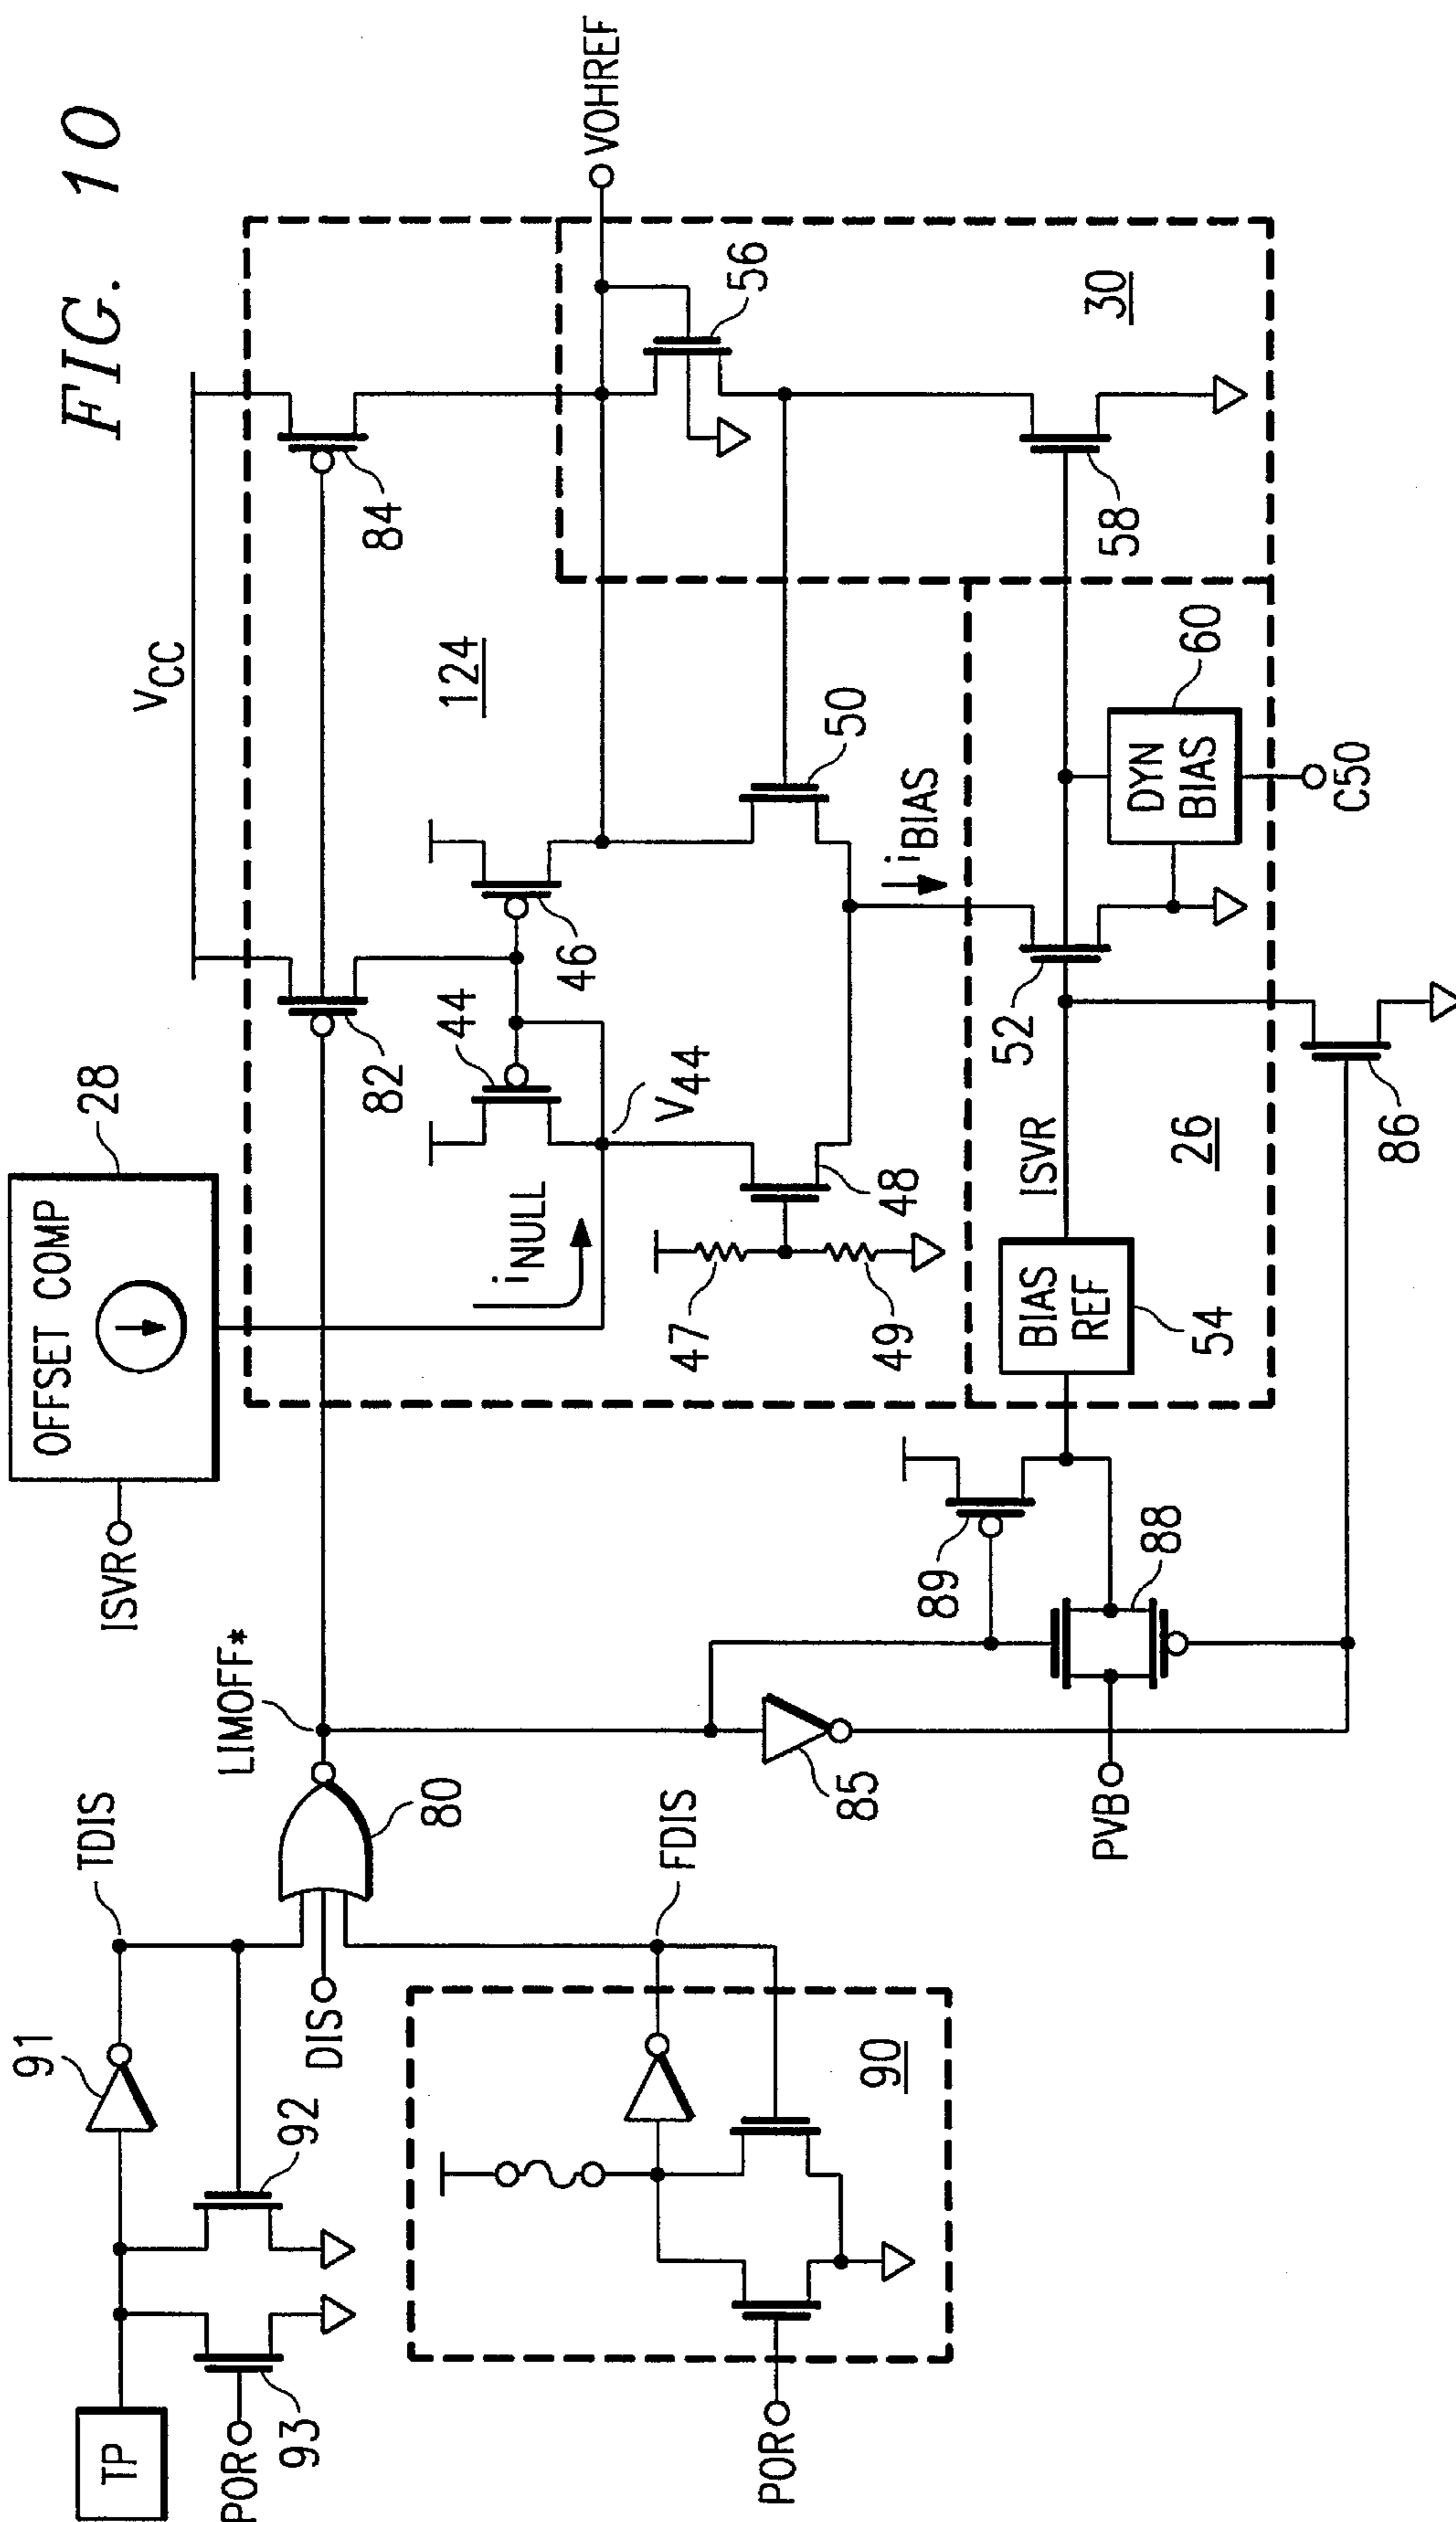 FIG. 10
VCC
VOHREF
84
82
124
56
30
58
46
44
V44
50
iBIAS
28
OFFSET COMP
iNULL
48
47
49
60
DYN
BIAS
C50
52
ISVR
26
BIAS
REF
54
86
ISVR
LIMOFF*
89
88
85
PVB
TDIS
80
FDIS
DIS
91
92
93
90
TP
POR
POR